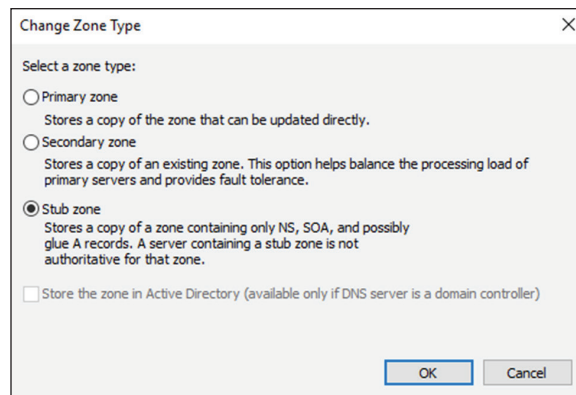 Change Zone Type
Select a zone type:
Primary zone
Stores a copy of the zone that can be updated directly.
Secondary zone
Stores a copy of an existing zone. This option helps balance the processing load of
primary servers and provides fault tolerance.
Stub zone
Stores a copy of a zone containing only NS, SOA, and possibly
glue A records. A server containing a stub zone is not
authoritative for that zone.
Store the zone in Active Directory (available only if DNS server is a domain controller)
OK
Cancel